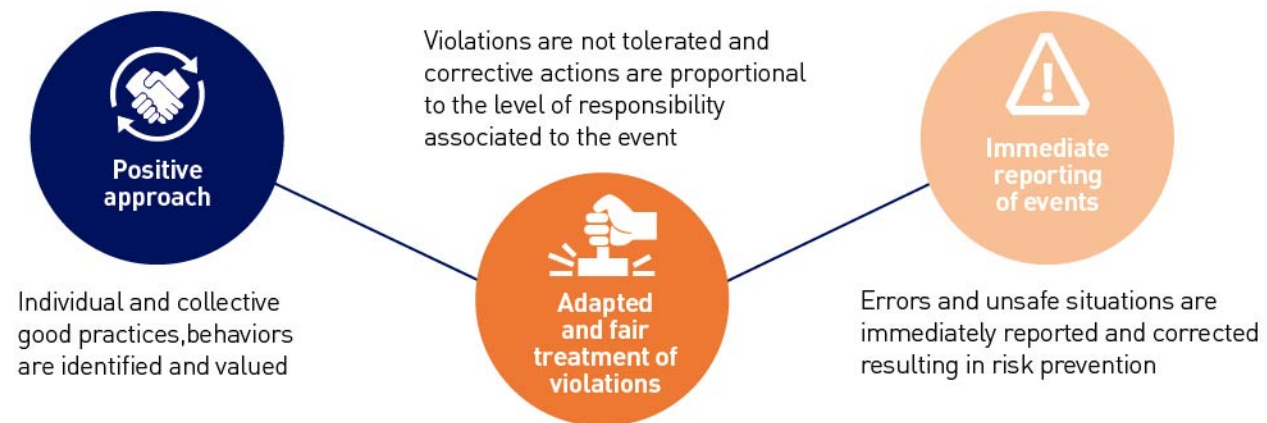 Positive
approach
Individual and collective
good practices,behaviors
are identified and valued
Violations are not tolerated and
corrective actions are proportional
to the level of responsibility
associated to the event
Adapted
and fair
treatment of
violations
Immediate
reporting
of events
Errors and unsafe situations are
immediately reported and corrected
resulting in risk prevention